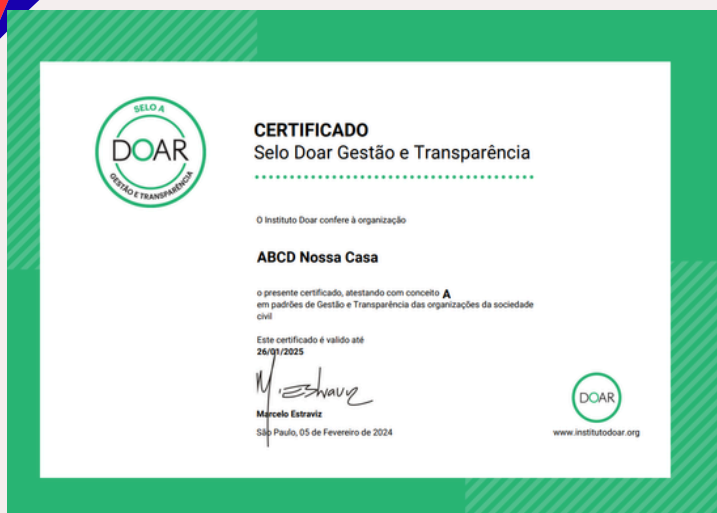 SELO A
DOAR
GESTÃO E TRANSPARÊNCIA
CERTIFICADO
Selo Doar Gestão e Transparência
O Instituto Doar confere à organização
ABCD Nossa Casa
o presente certificado, atestando com conceito A
em padrões de Gestão e Transparência das organizações da sociedade
civil
Este certificado é valido até
26/01/2025
M. Estraviz
Marcelo Estraviz
São Paulo, 05 de Fevereiro de 2024
DOAR
www.institutodoar.org